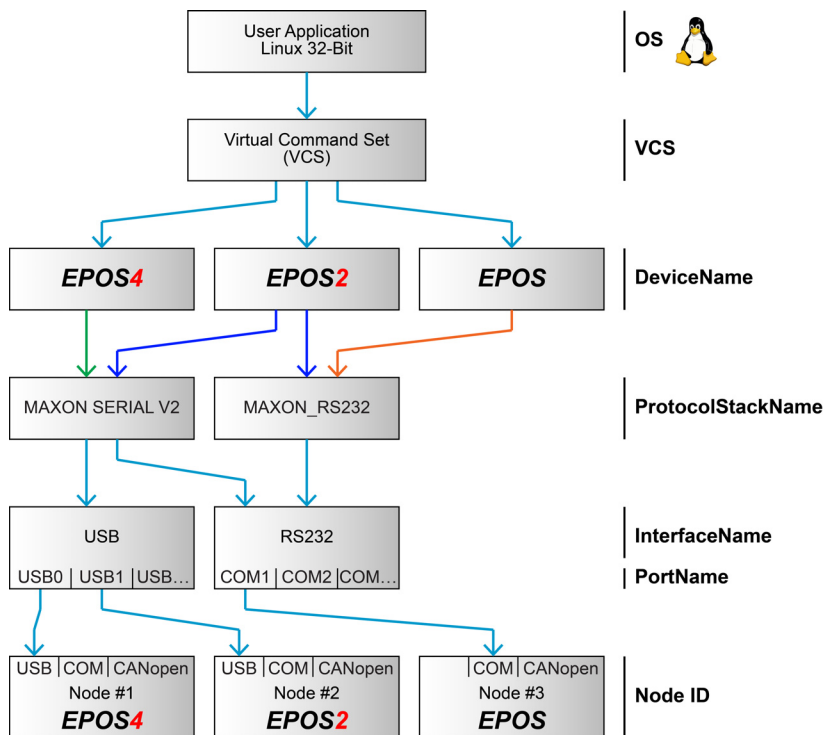 User Application
Linux 32-Bit
OS
Virtual Command Set
(VCS)
VCS
EPOS4
EPOS2
EPOS
DeviceName
MAXON SERIAL V2
MAXON_RS232
ProtocolStackName
USB
RS232
InterfaceName
USB0 | USB1 | USB...
COM1 | COM2 | COM...
PortName
USB | COM | CANopen
USB | COM | CANopen
| COM | CANopen
Node #1
Node #2
Node #3
Node ID
EPOS4
EPOS2
EPOS